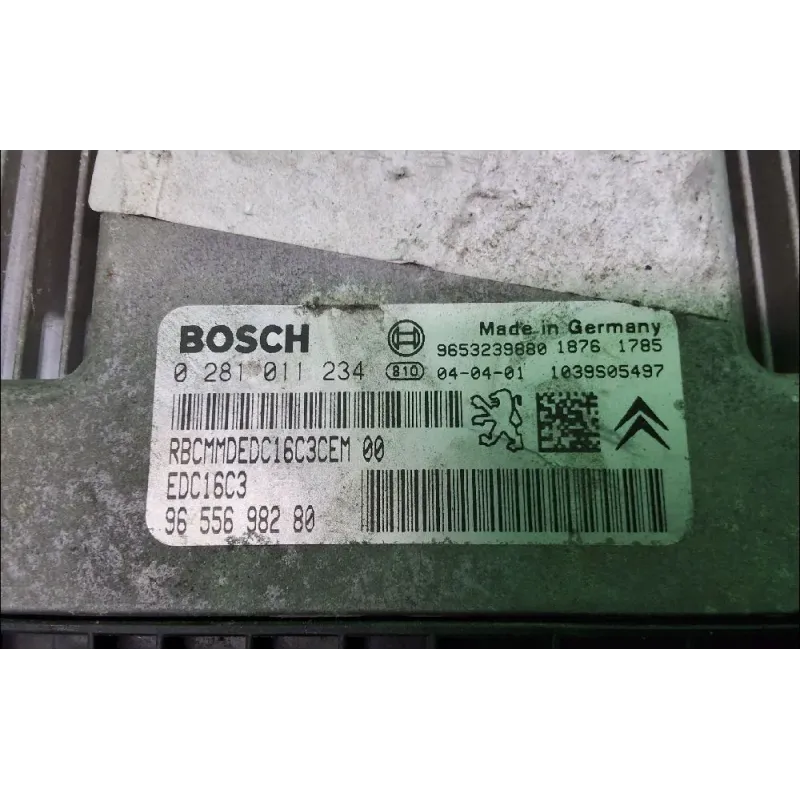 BOSCH
Made in Germany
9653239680 1876 1785
0 281 011 234 810 04-04-01 1039S05497
RBCMMDEDC16C3CEM 00
EDC16C3
96 556 982 80